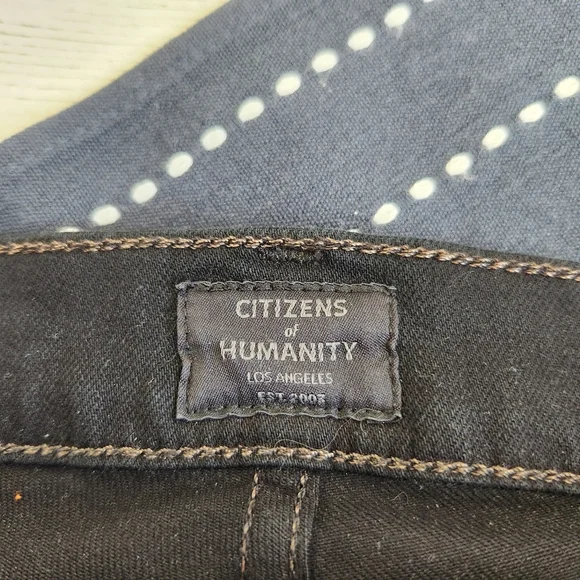 CITIZENS
of
HUMANITY
LOS ANGELES
EST. 2003